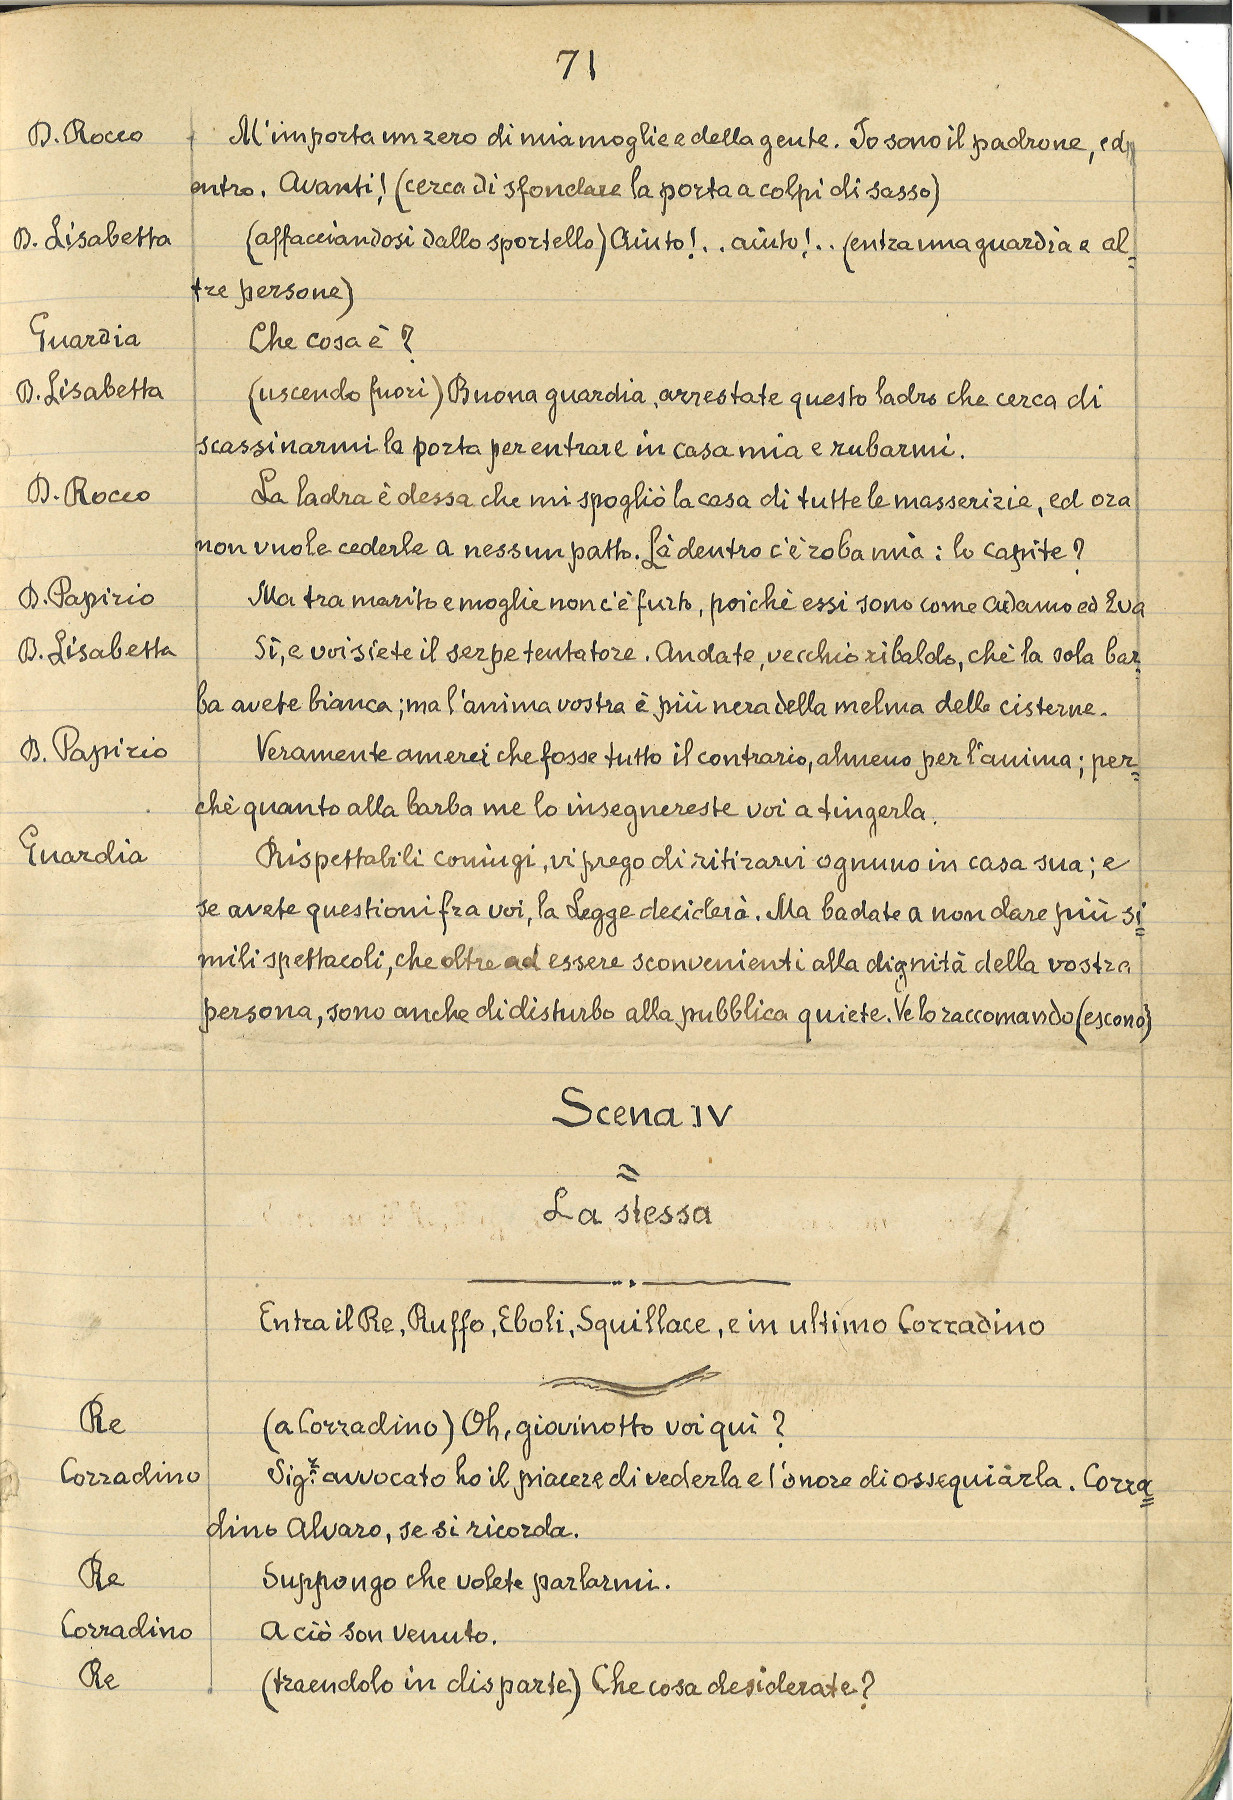 71
D. Rocco M'importa un zero di mia moglie e della gente. Io sono il padrone, ed
entro. Avanti! (cerca di sfondare la porta a colpi di sasso)
D. Lisabetta (affacciandosi dallo sportello) Aiuto!.. aiuto!.. (entra una guardia e al=
tre persone)
Guardia Che cosa è?
D. Lisabetta (uscendo fuori) Buona guardia, arrestate questo ladro che cerca di
scassinarmi la porta per entrare in casa mia e rubarmi.
D. Rocco La ladra è dessa che mi spogliò la casa di tutte le masserizie, ed ora
non vuole cederle a nessun patto. Là dentro c'è roba mia: lo capite?
D. Papirio Ma tra marito e moglie non c'è furto, poichè essi sono come Adamo ed Eva
D. Lisabetta Sì, e voi siete il serpe tentatore. Andate, vecchio ribaldo, chè la sola bar=
ba avete bianca; ma l'anima vostra è più nera della melma delle cisterne.
D. Papirio Veramente amerei che fosse tutto il contrario, almeno per l'anima; per=
chè quanto alla barba me lo insegnereste voi a tingerla.
Guardia Rispettabili coniugi, vi prego di ritirarvi ognuno in casa sua; e
se avete questioni fra voi, la Legge deciderà. Ma badate a non dare più si=
mili spettacoli, che oltre ad essere sconvenienti alla dignità della vostra
persona, sono anche di disturbo alla pubblica quiete. Ve lo raccomando (escono)
Scena IV
=
La stessa
Entra il Re, Ruffo, Eboli, Squillace, e in ultimo Corradino
Re (a Corradino) Oh, giovinotto voi qui?
Corradino Sig.r avvocato ho il piacere di vederla e l'onore di ossequiarla. Corra=
dino Alvaro, se si ricorda.
Re Suppongo che volete parlarmi.
Corradino A ciò son venuto.
Re (traendolo in disparte) Che cosa desiderate?